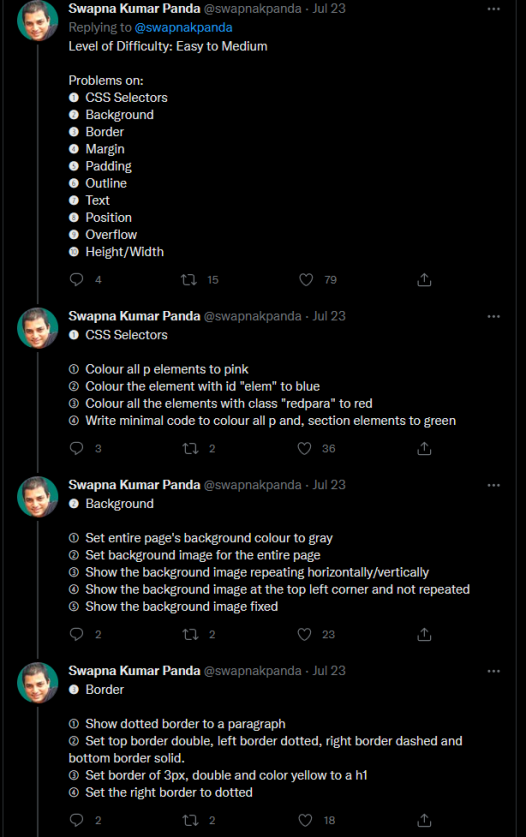 Swapna Kumar Panda @swapnakpanda · Jul 23
Replying to @swapnakpanda
Level of Difficulty: Easy to Medium
Problems on:
❶ CSS Selectors
❷ Background
❸ Border
❹ Margin
❺ Padding
❻ Outline
❼ Text
❽ Position
❾ Overflow
❿ Height/Width
4 15 79
Swapna Kumar Panda @swapnakpanda · Jul 23
❶ CSS Selectors
① Colour all p elements to pink
② Colour the element with id "elem" to blue
③ Colour all the elements with class "redpara" to red
④ Write minimal code to colour all p and, section elements to green
3 2 36
Swapna Kumar Panda @swapnakpanda · Jul 23
❷ Background
① Set entire page's background colour to gray
② Set background image for the entire page
③ Show the background image repeating horizontally/vertically
④ Show the background image at the top left corner and not repeated
⑤ Show the background image fixed
2 2 23
Swapna Kumar Panda @swapnakpanda · Jul 23
❸ Border
① Show dotted border to a paragraph
② Set top border double, left border dotted, right border dashed and
bottom border solid.
③ Set border of 3px, double and color yellow to a h1
④ Set the right border to dotted
2 2 18